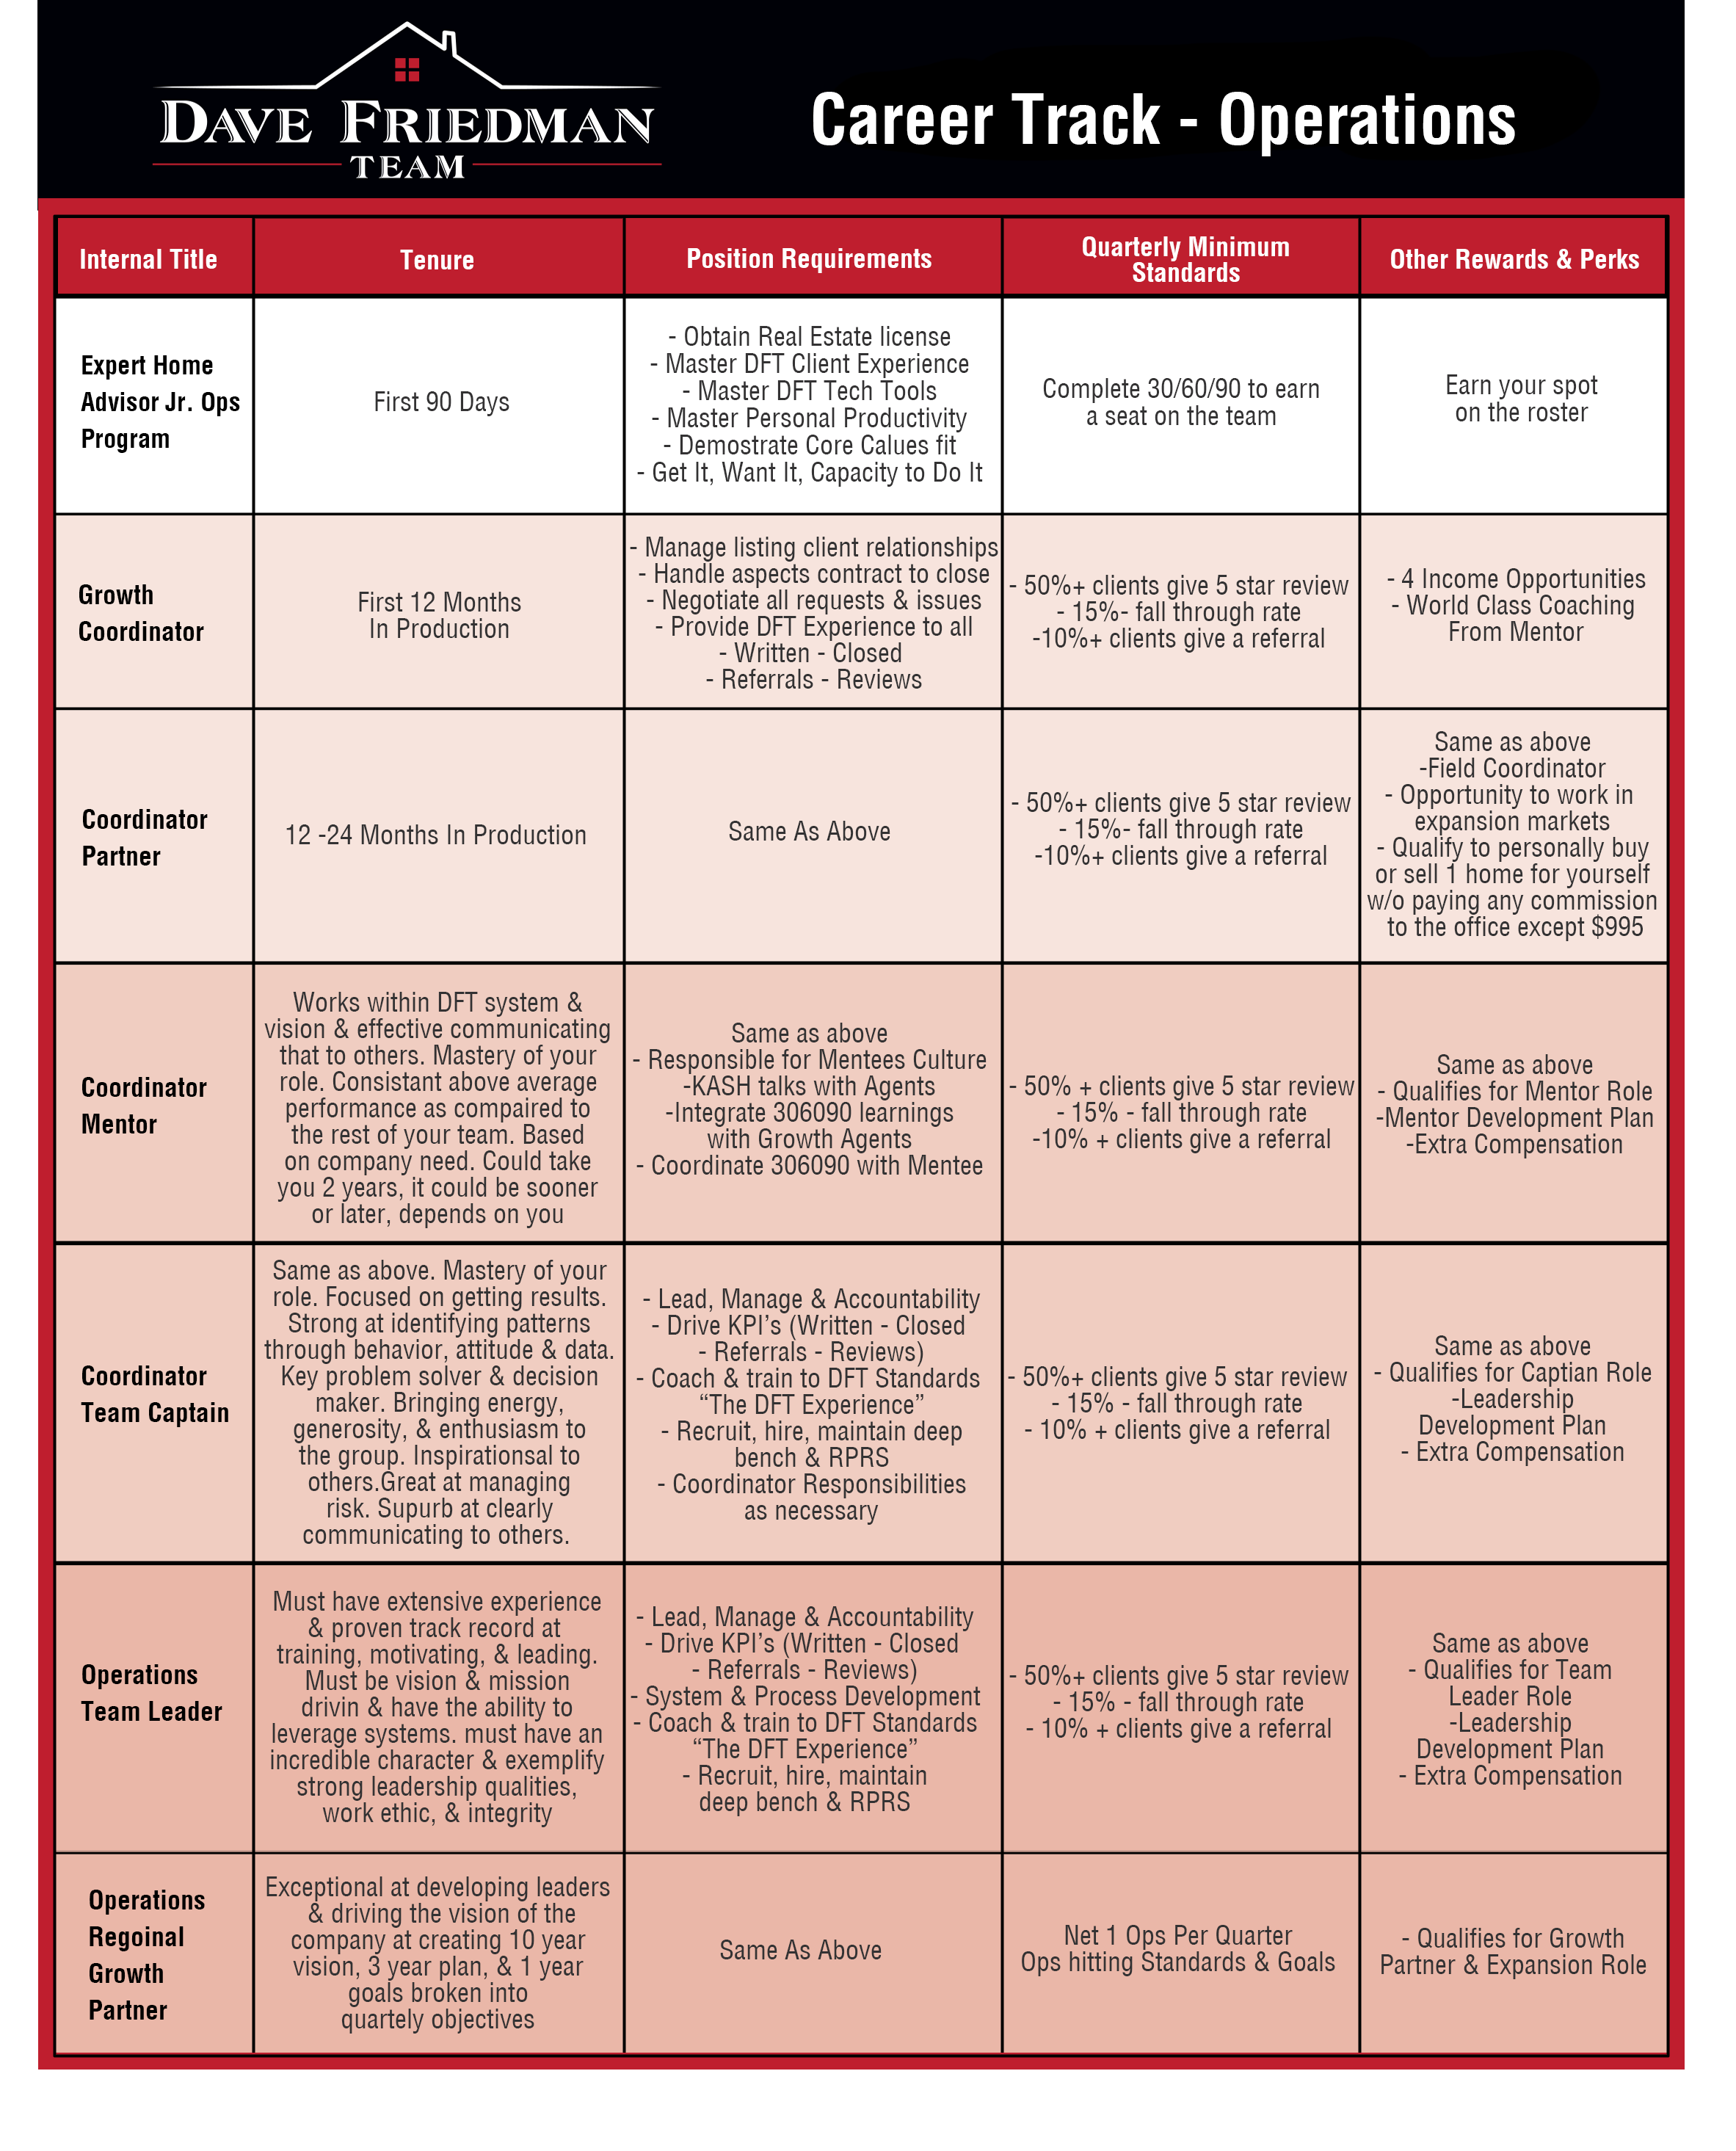 DAVE FRIEDMAN
TEAM
Career Track - Operations
Internal Title
Tenure
Position Requirements
Quarterly Minimum
Standards
Other Rewards & Perks
Expert Home
Advisor Jr. Ops
Program
First 90 Days
- Obtain Real Estate license
- Master DFT Client Experience
- Master DFT Tech Tools
- Master Personal Productivity
- Demostrate Core Calues fit
- Get It, Want It, Capacity to Do It
Complete 30/60/90 to earn
a seat on the team
Earn your spot
on the roster
Growth
Coordinator
First 12 Months
In Production
- Manage listing client relationships
- Handle aspects contract to close
- Negotiate all requests & issues
- Provide DFT Experience to all
- Written - Closed
- Referrals - Reviews
- 50%+ clients give 5 star review
- 15%- fall through rate
-10%+ clients give a referral
- 4 Income Opportunities
- World Class Coaching
From Mentor
Coordinator
Partner
12 -24 Months In Production
Same As Above
- 50%+ clients give 5 star review
- 15%- fall through rate
-10%+ clients give a referral
Same as above
-Field Coordinator
- Opportunity to work in
expansion markets
- Qualify to personally buy
or sell 1 home for yourself
w/o paying any commission
to the office except $995
Coordinator
Mentor
Works within DFT system &
vision & effective communicating
that to others. Mastery of your
role. Consistant above average
performance as compaired to
the rest of your team. Based
on company need. Could take
you 2 years, it could be sooner
or later, depends on you
Same as above
- Responsible for Mentees Culture
-KASH talks with Agents
-Integrate 306090 learnings
with Growth Agents
- Coordinate 306090 with Mentee
- 50% + clients give 5 star review
- 15% - fall through rate
-10% + clients give a referral
Same as above
- Qualifies for Mentor Role
-Mentor Development Plan
-Extra Compensation
Coordinator
Team Captain
Same as above. Mastery of your
role. Focused on getting results.
Strong at identifying patterns
through behavior, attitude & data.
Key problem solver & decision
maker. Bringing energy,
generosity, & enthusiasm to
the group. Inspirationsal to
others.Great at managing
risk. Supurb at clearly
communicating to others.
- Lead, Manage & Accountability
- Drive KPI’s (Written - Closed
- Referrals - Reviews)
- Coach & train to DFT Standards
“The DFT Experience”
- Recruit, hire, maintain deep
bench & RPRS
- Coordinator Responsibilities
as necessary
- 50%+ clients give 5 star review
- 15% - fall through rate
- 10% + clients give a referral
Same as above
- Qualifies for Captian Role
-Leadership
Development Plan
- Extra Compensation
Operations
Team Leader
Must have extensive experience
& proven track record at
training, motivating, & leading.
Must be vision & mission
drivin & have the ability to
leverage systems. must have an
incredible character & exemplify
strong leadership qualities,
work ethic, & integrity
- Lead, Manage & Accountability
- Drive KPI’s (Written - Closed
- Referrals - Reviews)
- System & Process Development
- Coach & train to DFT Standards
“The DFT Experience”
- Recruit, hire, maintain
deep bench & RPRS
- 50%+ clients give 5 star review
- 15% - fall through rate
- 10% + clients give a referral
Same as above
- Qualifies for Team
Leader Role
-Leadership
Development Plan
- Extra Compensation
Operations
Regoinal
Growth
Partner
Exceptional at developing leaders
& driving the vision of the
company at creating 10 year
vision, 3 year plan, & 1 year
goals broken into
quartely objectives
Same As Above
Net 1 Ops Per Quarter
Ops hitting Standards & Goals
- Qualifies for Growth
Partner & Expansion Role